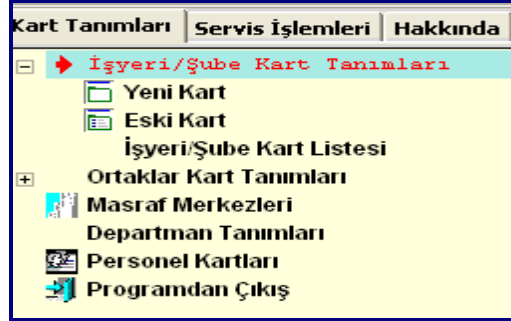 Kart Tanımları Servis İşlemleri Hakkında
İşyeri/Şube Kart Tanımları
Yeni Kart
Eski Kart
İşyeri/Şube Kart Listesi
Ortaklar Kart Tanımları
Masraf Merkezleri
Departman Tanımları
Personel Kartları
Programdan Çıkış